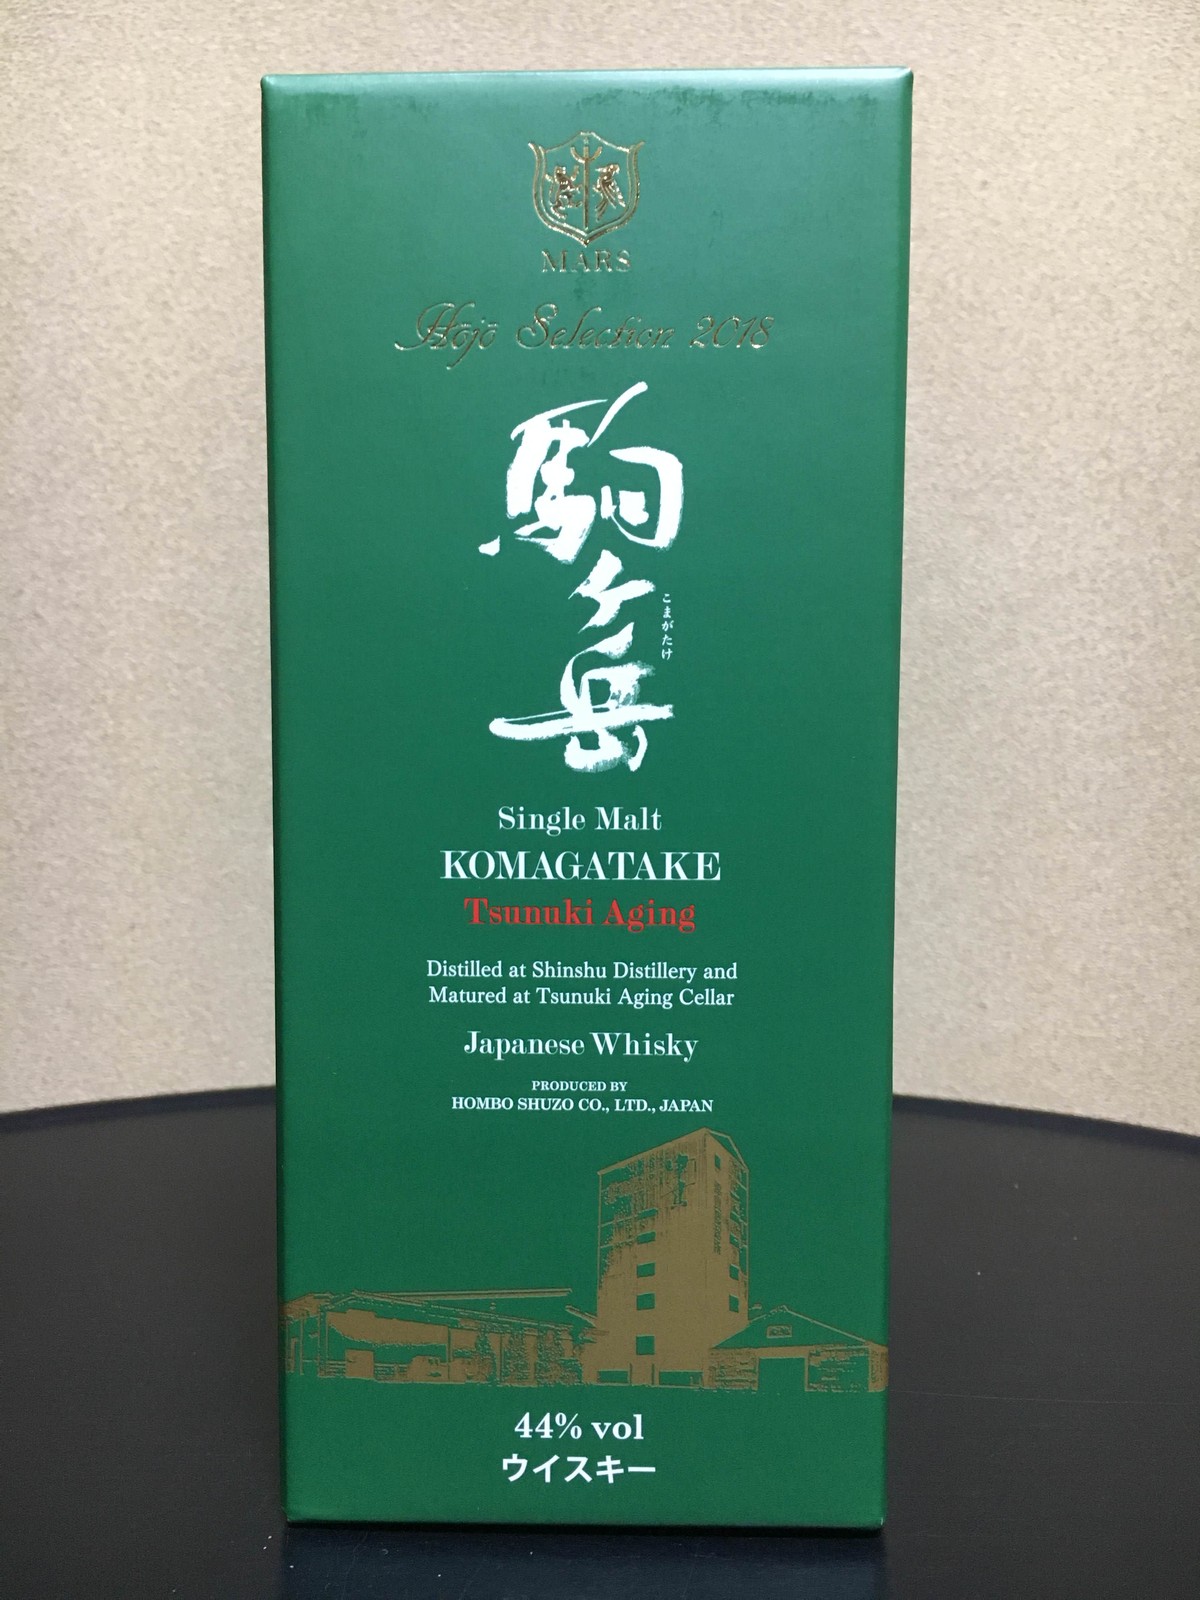 MARS
Hōjō Selection 2018
駒ヶ岳
こまがたけ
Single Malt
KOMAGATAKE
Tsunuki Aging
Distilled at Shinshu Distillery and
Matured at Tsunuki Aging Cellar
Japanese Whisky
PRODUCED BY
HOMBO SHUZO CO., LTD., JAPAN
44% vol
ウイスキー